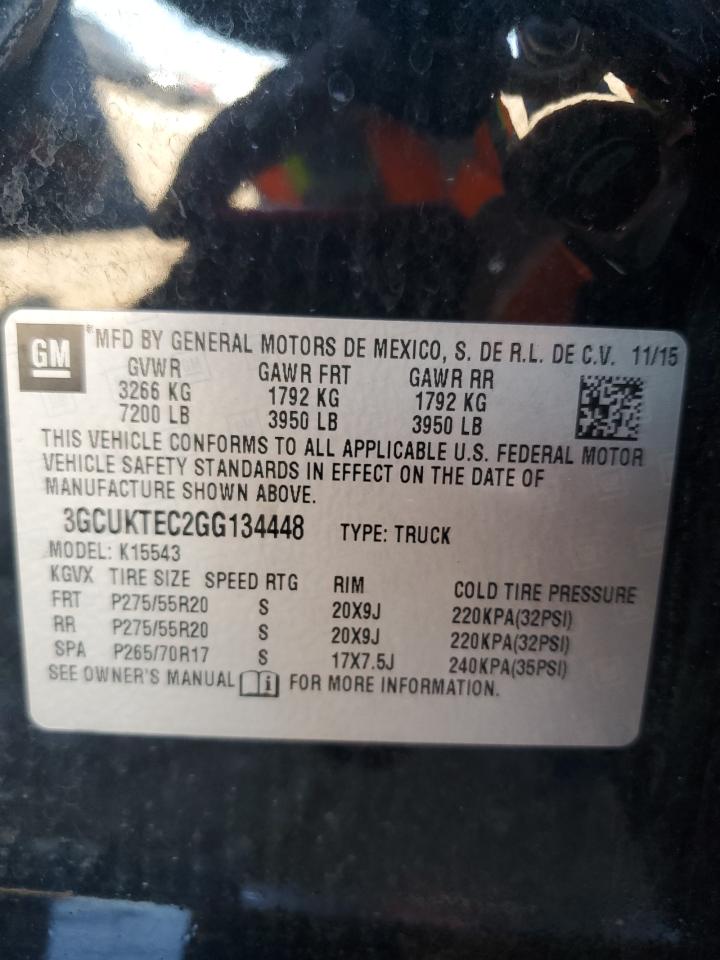 GM ® MFD BY GENERAL MOTORS DE MEXICO, S. DE R.L. DE C.V. 11/15
GVWR GAWR FRT GAWR RR
3266 KG 1792 KG 1792 KG
7200 LB 3950 LB 3950 LB
THIS VEHICLE CONFORMS TO ALL APPLICABLE U.S. FEDERAL MOTOR
VEHICLE SAFETY STANDARDS IN EFFECT ON THE DATE OF
MANUFACTURE SHOWN ABOVE.
3GCUKTEC2GG134448 TYPE: TRUCK
MODEL: K15543
KGVX TIRE SIZE SPEED RTG RIM COLD TIRE PRESSURE
FRT P275/55R20 S 20X9J 220KPA(32PSI)
RR P275/55R20 S 20X9J 220KPA(32PSI)
SPA P265/70R17 S 17X7.5J 240KPA(35PSI)
SEE OWNER'S MANUAL i FOR MORE INFORMATION.